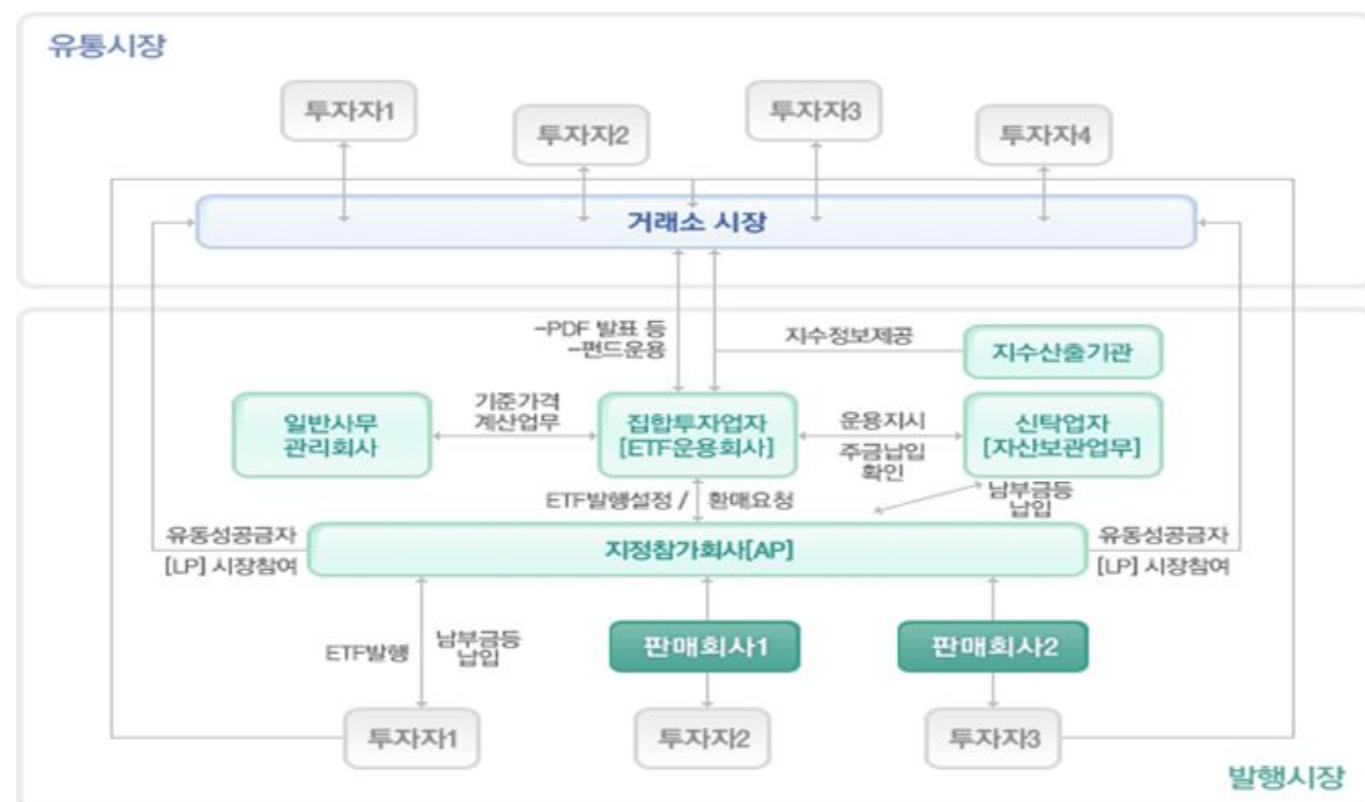 유통시장
투자자1
투자자2
투자자3
투자자4
거래소 시장
-PDF 발표 등
-펀드운용
지수정보제공
지수산출기관
일반사무
관리회사
기준가격
계산업무
집합투자업자
[ETF운용회사]
운용지시
주금납입
확인
신탁업자
[자산보관업무]
ETF발행설정 /
환매요청
남부금등
납입
유동성공급자
[LP] 시장참여
지정참가회사[AP]
유동성공급자
[LP] 시장참여
ETF발행
남부금등
납입
판매회사1
판매회사2
투자자1
투자자2
투자자3
발행시장